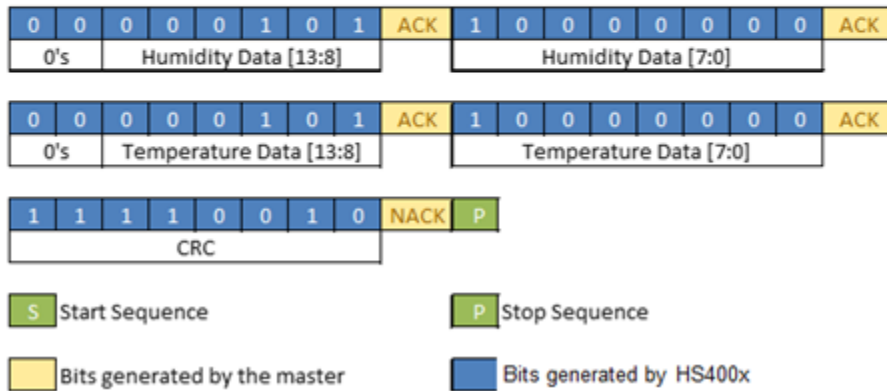 0 0 0 0 0 1 0 1 ACK 1 0 0 0 0 0 0 0 ACK
0's Humidity Data [13:8] Humidity Data [7:0]
0 0 0 0 0 1 0 1 ACK 1 0 0 0 0 0 0 0 ACK
0's Temperature Data [13:8] Temperature Data [7:0]
1 1 1 1 0 0 1 0 NACK P
CRC
S Start Sequence P Stop Sequence
Bits generated by the master Bits generated by HS400x